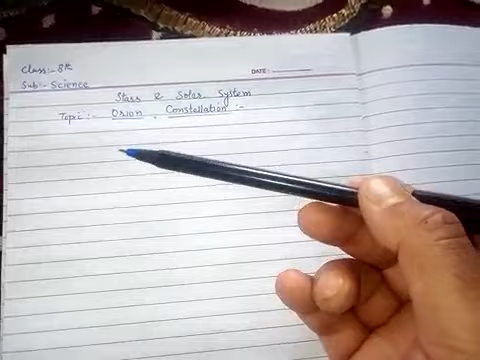 Class:- 8th
DATE :
Sub:- Science
Stars & Solar System
Topic :- Orion Constellation :-